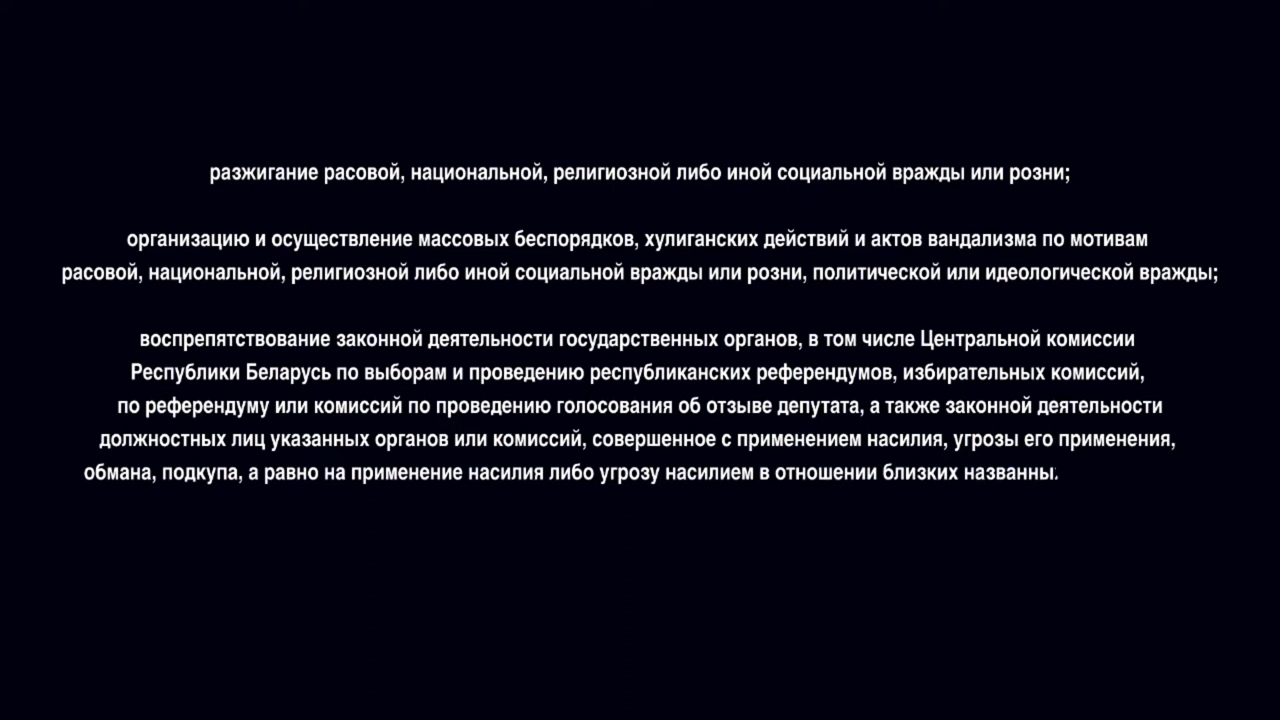 разжигание расовой, национальной, религиозной либо иной социальной вражды или розни;
организацию и осуществление массовых беспорядков, хулиганских действий и актов вандализма по мотивам
расовой, национальной, религиозной либо иной социальной вражды или розни, политической или идеологической вражды;
воспрепятствование законной деятельности государственных органов, в том числе Центральной комиссии
Республики Беларусь по выборам и проведению республиканских референдумов, избирательных комиссий,
по референдуму или комиссий по проведению голосования об отзыве депутата, а также законной деятельности
должностных лиц указанных органов или комиссий, совершенное с применением насилия, угрозы его применения,
обмана, подкупа, а равно на применение насилия либо угрозу насилием в отношении близких